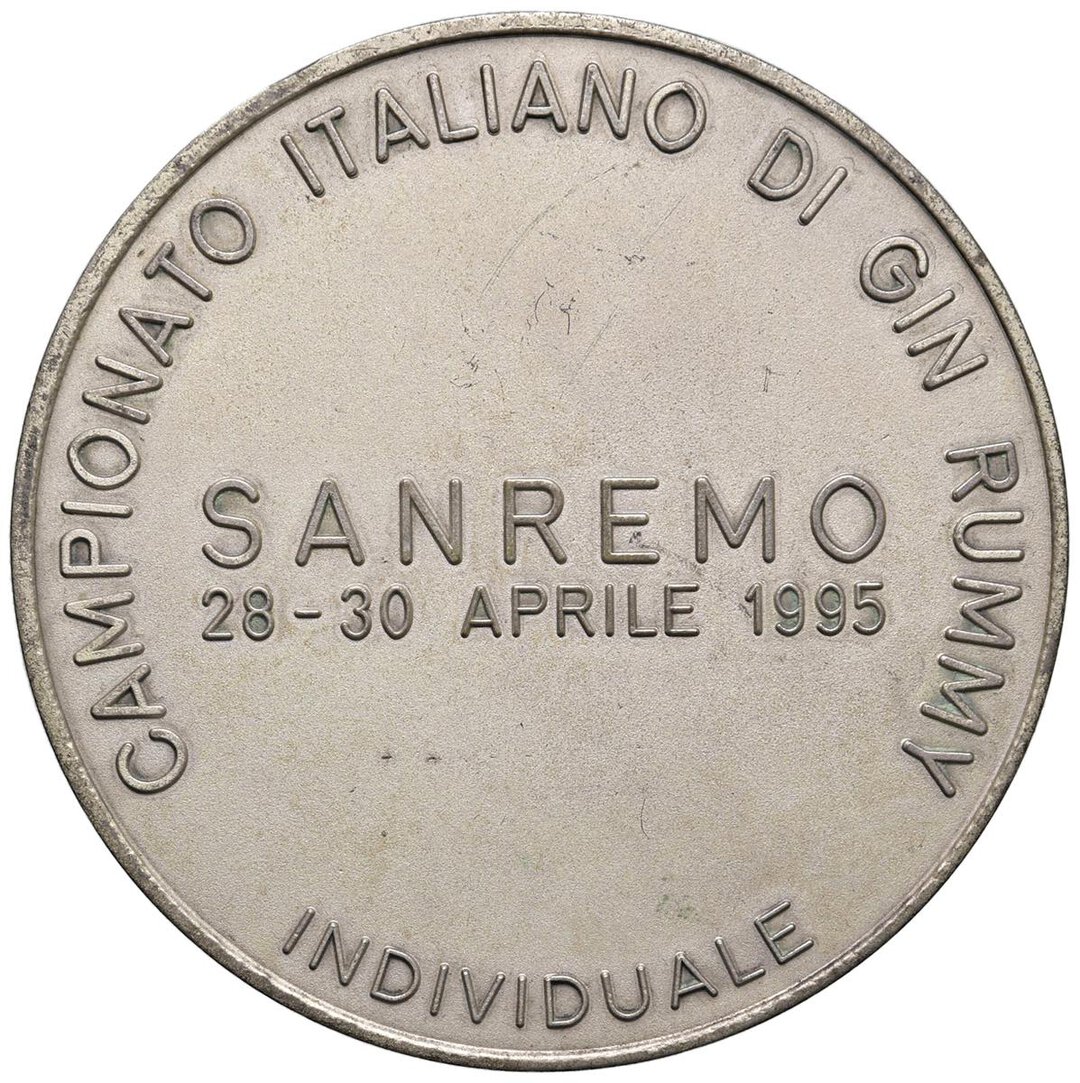 CAMPIONATO ITALIANO DI GIN RUMMY
SANREMO
28-30 APRILE 1995
INDIVIDUALE